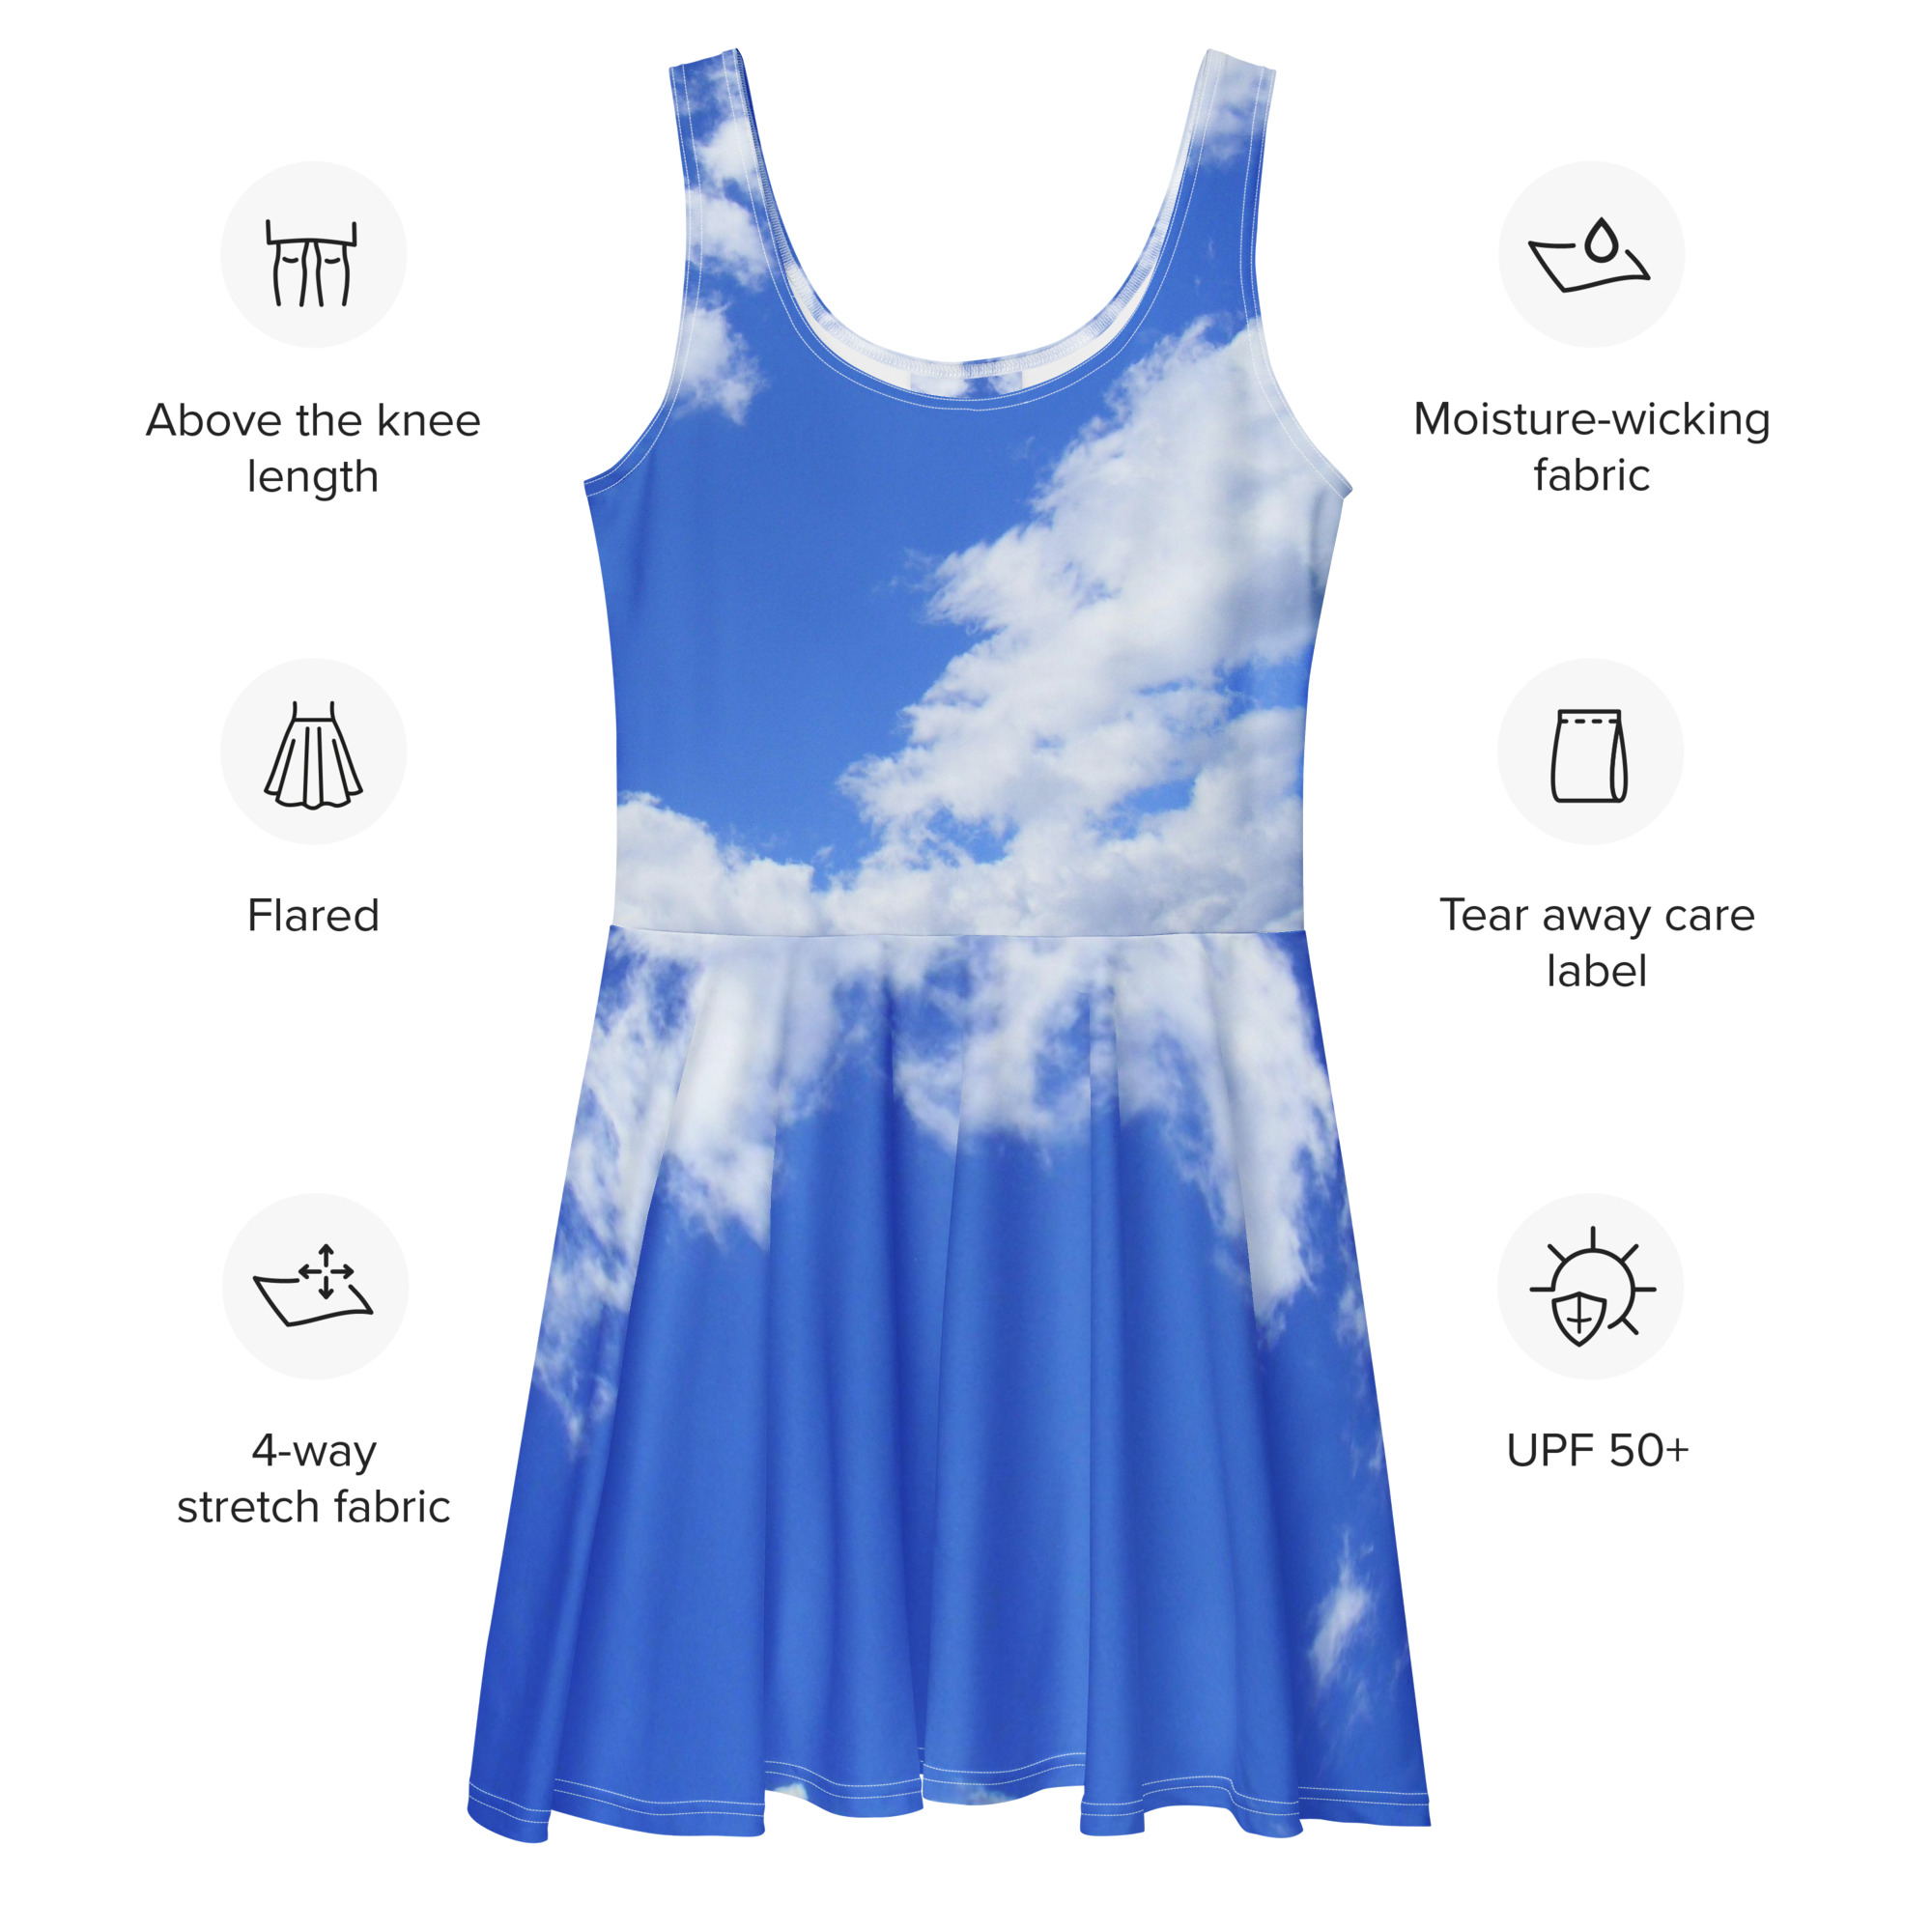 Above the knee
length
Moisture-wicking
fabric
Flared
Tear away care
label
4-way
stretch fabric
UPF 50+